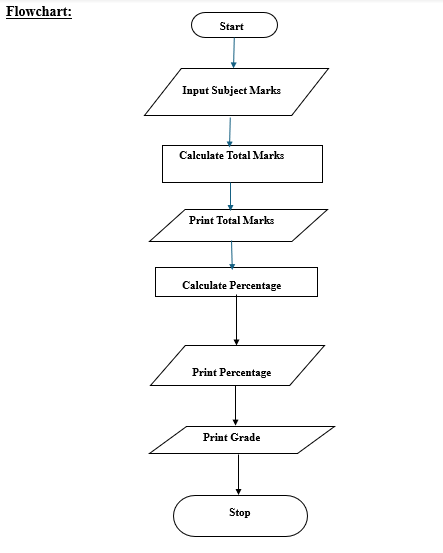 Flowchart:
Start
Input Subject Marks
Calculate Total Marks
Print Total Marks
Calculate Percentage
Print Percentage
Print Grade
Stop